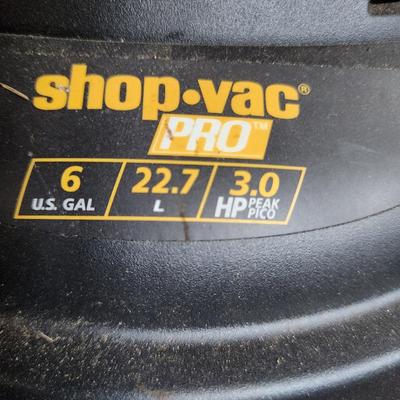 shop•vac®
PRO™
6 U.S. GAL
22.7 L
3.0 HP PEAK PICO